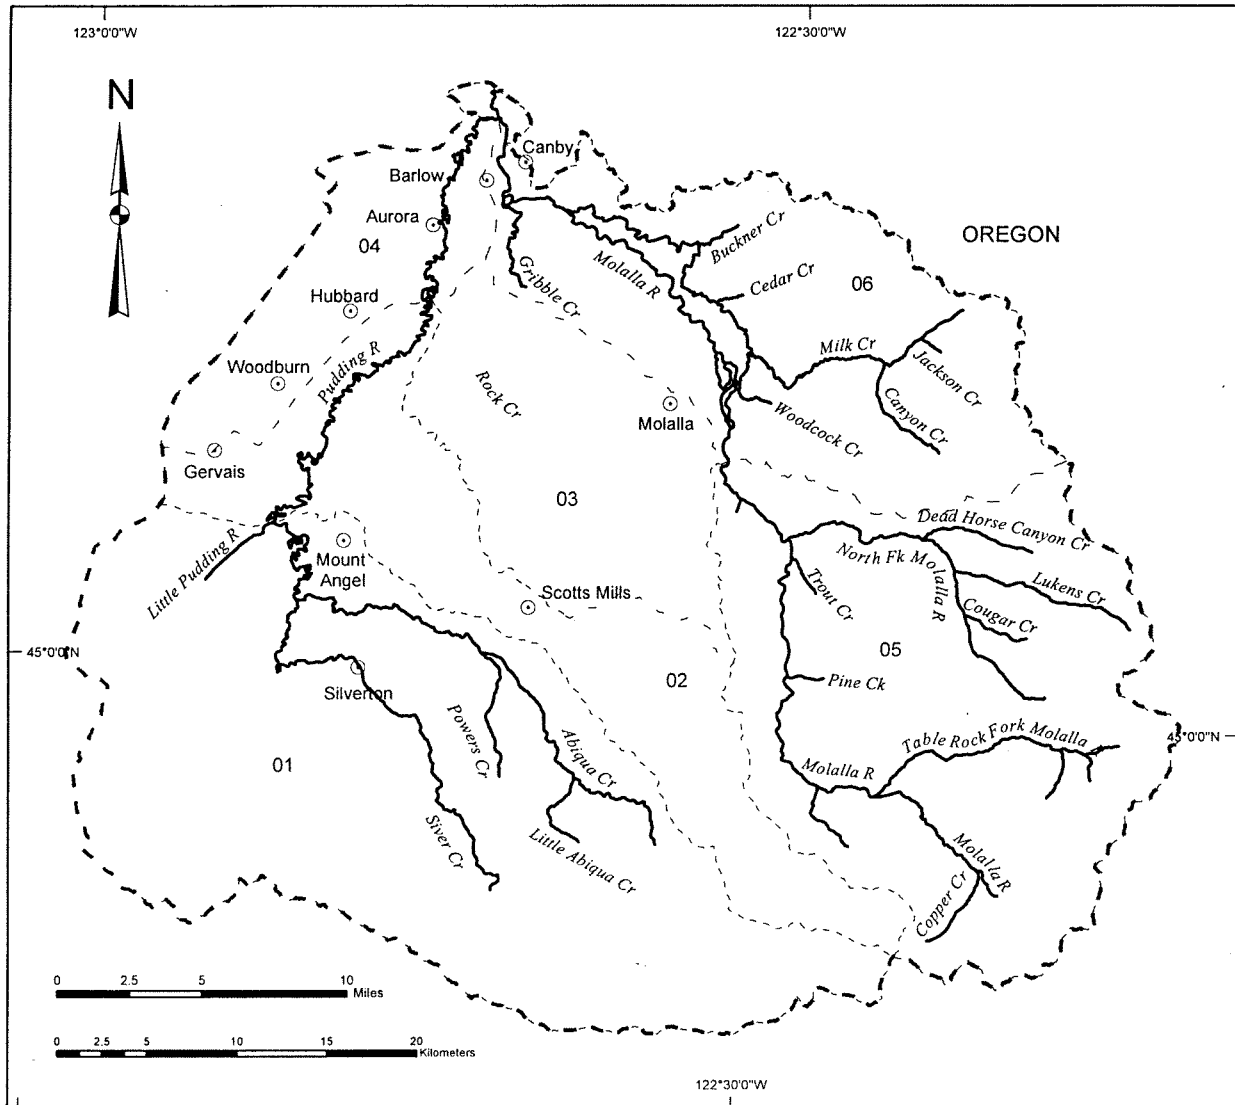 123°0'0"W
122°30'0"W
N
Canby
Barlow
Aurora
04
Buckner Cr
OREGON
Molalla R
Gribble Cr
Cedar Cr
06
Hubbard
Pudding R
Milk Cr
Jackson Cr
Woodburn
Rock Cr
Canyon Cr
Molalla
Woodcock Cr
Gervais
03
Dead Horse Canyon Cr
Little Pudding R
Mount
Angel
North Fk Molalla R
Lukens Cr
Trout Cr
Scotts Mills
Cougar Cr
45°0'0"N
05
02
Pine Ck
Silverton
Powers Cr
Abiqua Cr
Table Rock Fork Molalla
45°0'0"N
01
Molalla R
Siver Cr
Little Abiqua Cr
Molalla R
Copper Cr
0 2.5 5 10
Miles
0 2.5 5 10 15 20
Kilometers
122°30'0"W